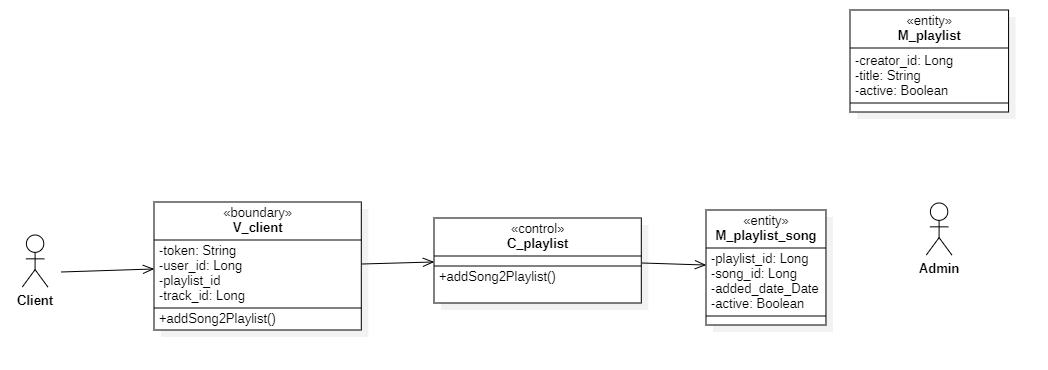 «entity»
M_playlist
-creator_id: Long
-title: String
-active: Boolean
«boundary»
V_client
-token: String
-user_id: Long
-playlist_id
-track_id: Long
+addSong2Playlist()
«control»
C_playlist
+addSong2Playlist()
«entity»
M_playlist_song
-playlist_id: Long
-song_id: Long
-added_date_Date
-active: Boolean
Client
Admin